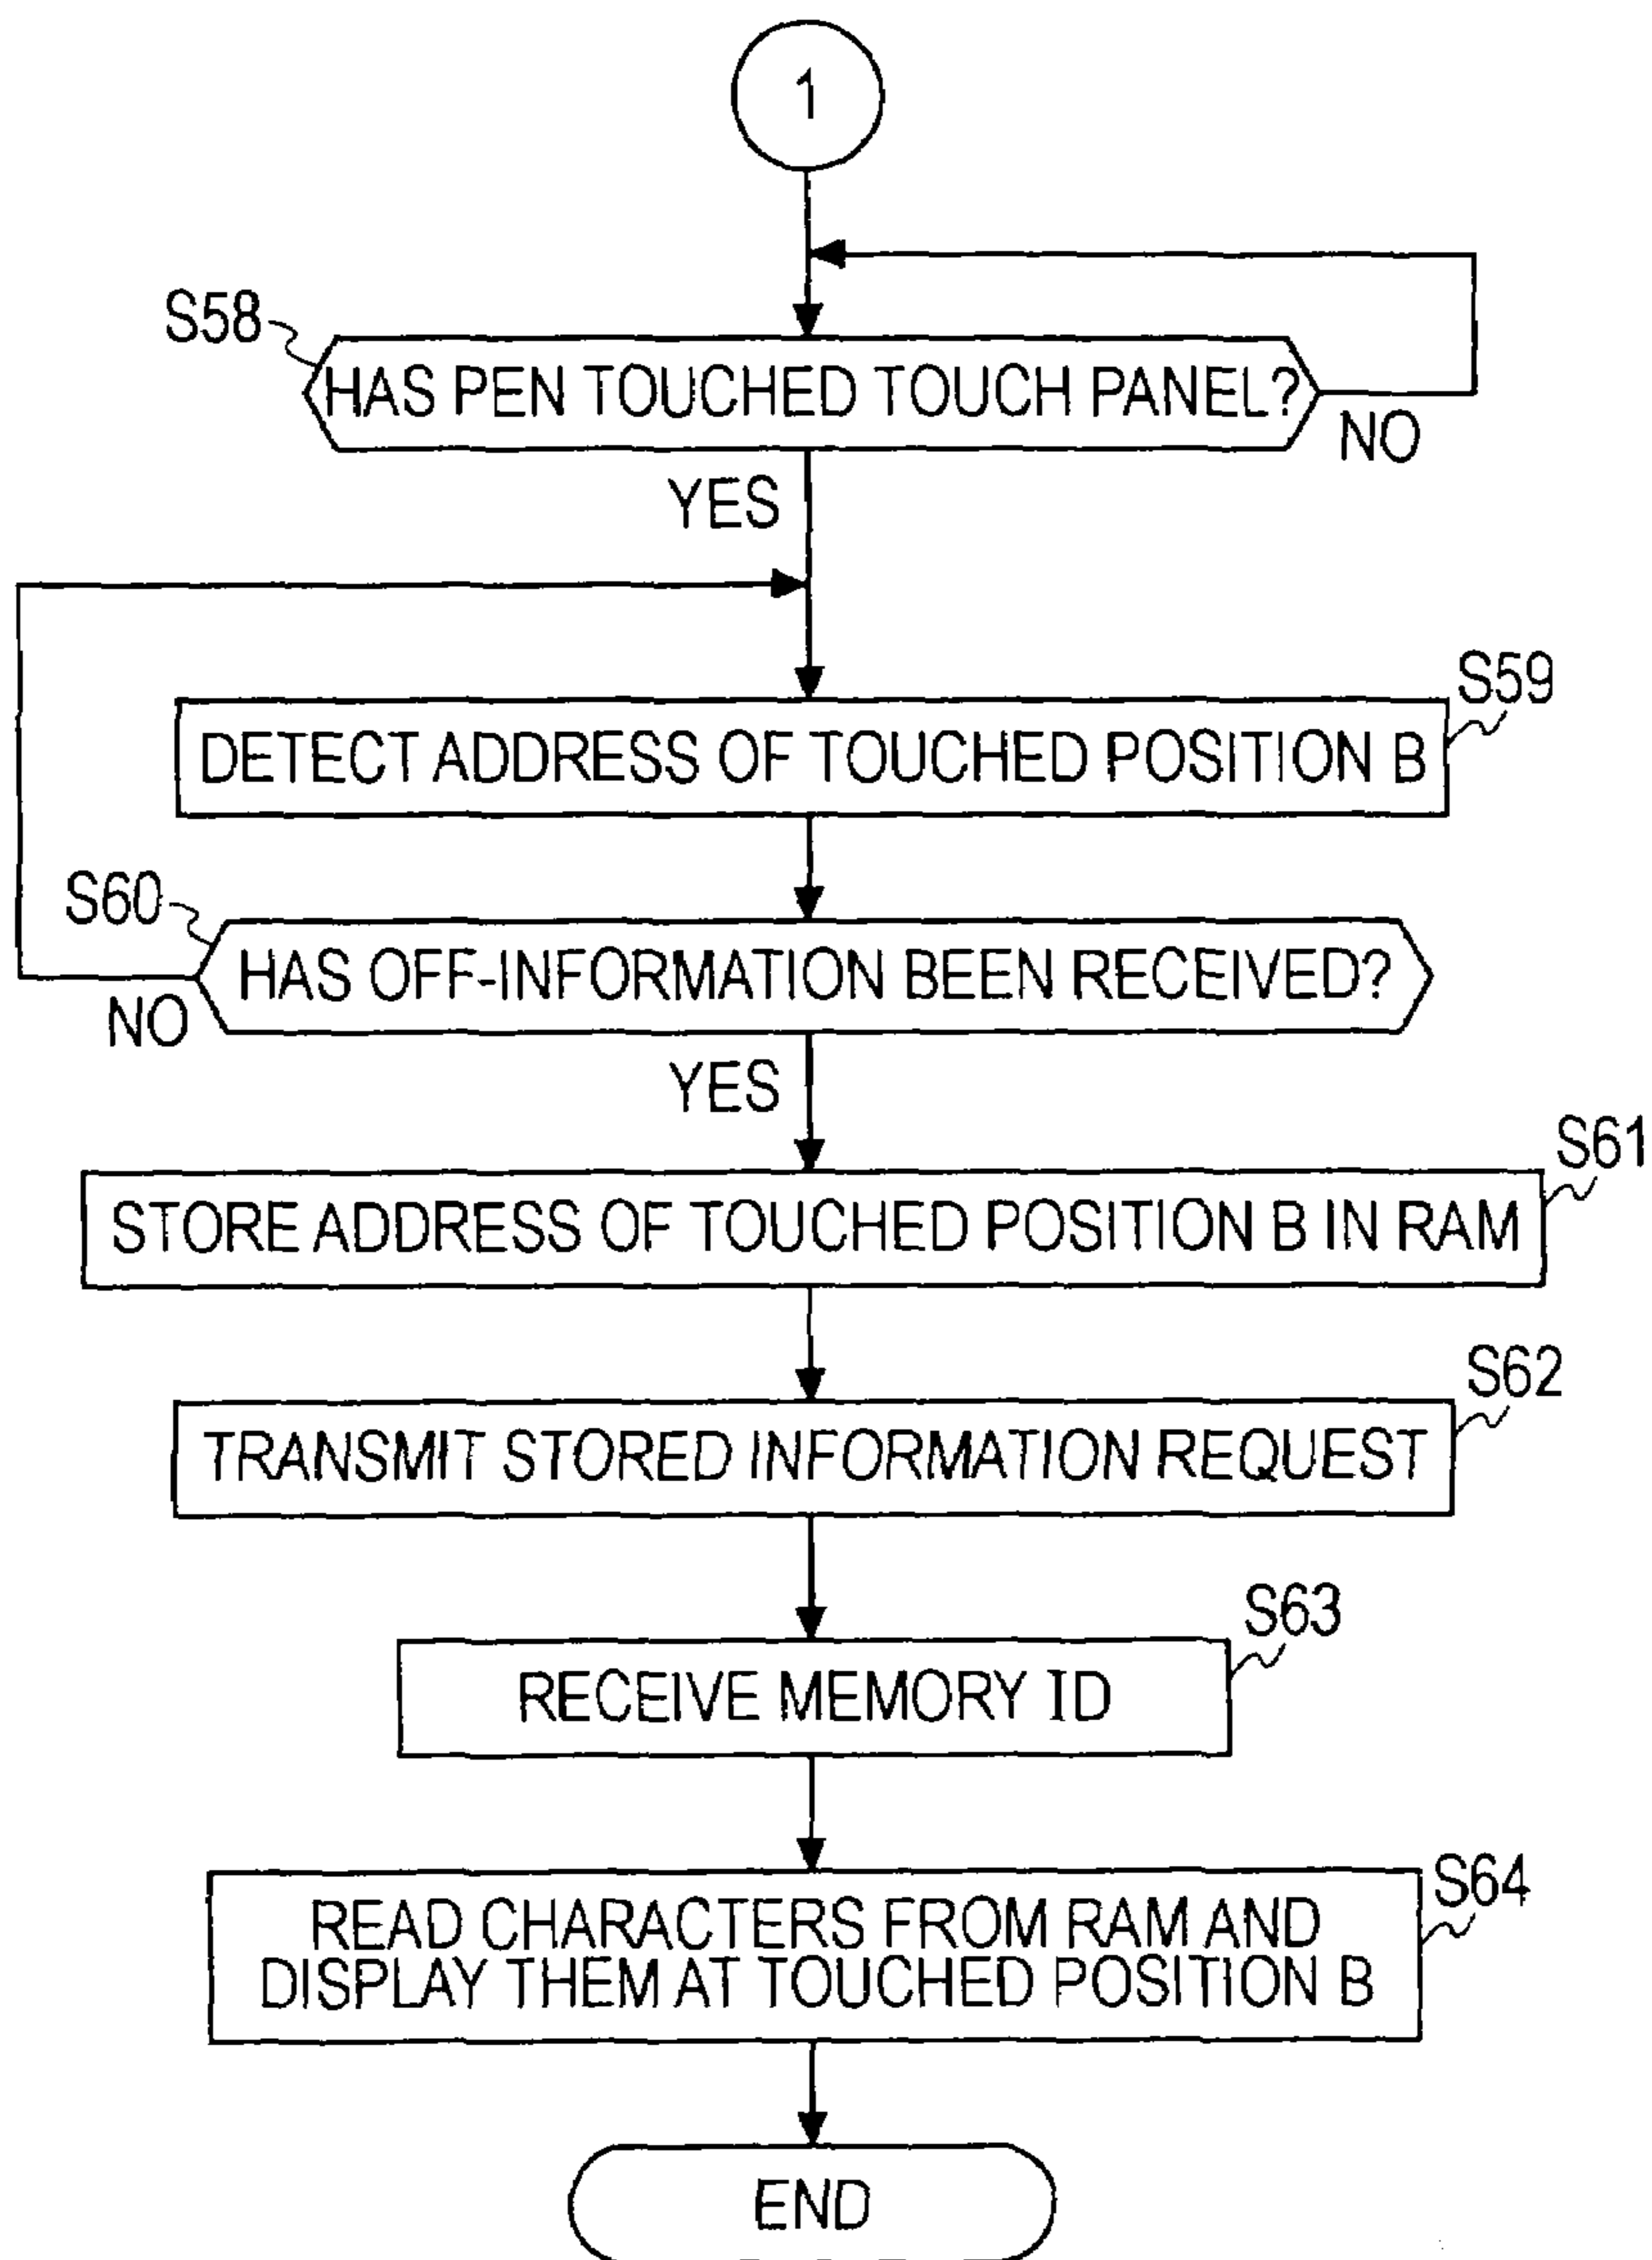 1
S58
HAS PEN TOUCHED TOUCH PANEL?
NO
YES
S59
DETECT ADDRESS OF TOUCHED POSITION B
S60
HAS OFF-INFORMATION BEEN RECEIVED?
NO
YES
S61
STORE ADDRESS OF TOUCHED POSITION B IN RAM
S62
TRANSMIT STORED INFORMATION REQUEST
S63
RECEIVE MEMORY ID
S64
READ CHARACTERS FROM RAM AND
DISPLAY THEM AT TOUCHED POSITION B
END